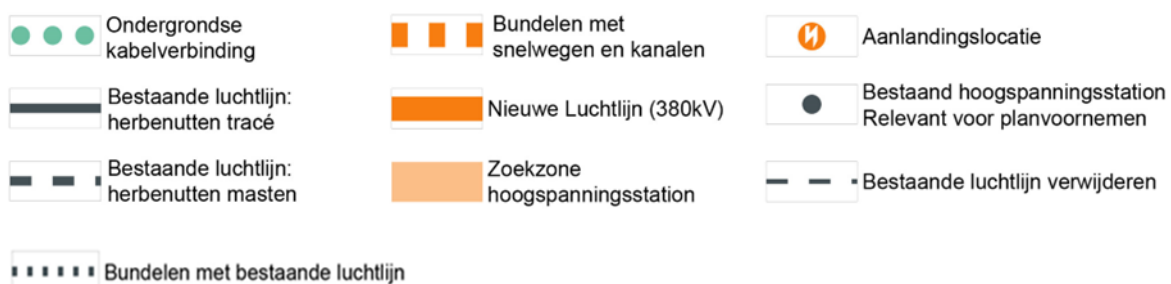 Ondergrondse
kabelverbinding
Bestaande luchtlijn:
herbenutten tracé
Bestaande luchtlijn:
herbenutten masten
Bundelen met bestaande luchtlijn
Bundelen met
snelwegen en kanalen
Nieuwe Luchtlijn (380kV)
Zoekzone
hoogspanningsstation
Aanlandingslocatie
Bestaand hoogspanningsstation
Relevant voor planvoornemen
Bestaande luchtlijn verwijderen